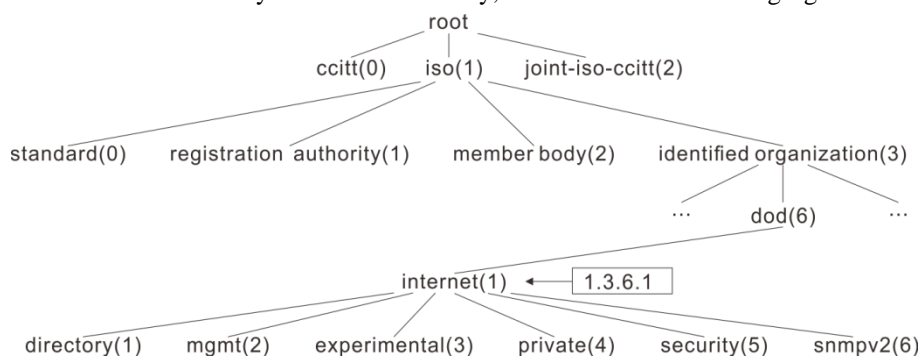 root
ccitt(0) iso(1) joint-iso-ccitt(2)
standard(0) registration authority(1) member body(2) identified organization(3)
... dod(6) ...
internet(1) 1.3.6.1
directory(1) mgmt(2) experimental(3) private(4) security(5) snmpv2(6)